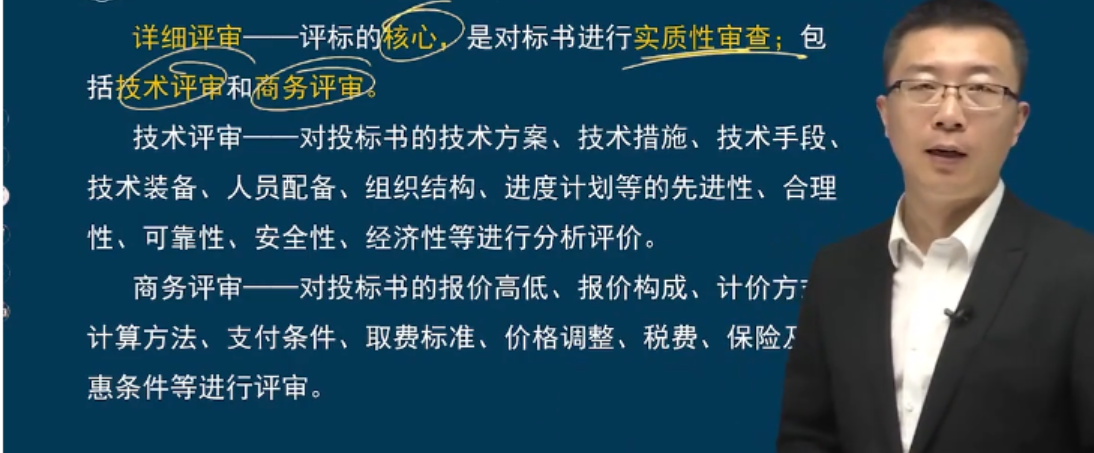 详细评审——评标的核心，是对标书进行实质性审查；包
括技术评审和商务评审。
技术评审——对投标书的技术方案、技术措施、技术手段、
技术装备、人员配备、组织结构、进度计划等的先进性、合理
性、可靠性、安全性、经济性等进行分析评价。
商务评审——对投标书的报价高低、报价构成、计价方
计算方法、支付条件、取费标准、价格调整、税费、保险
惠条件等进行评审。